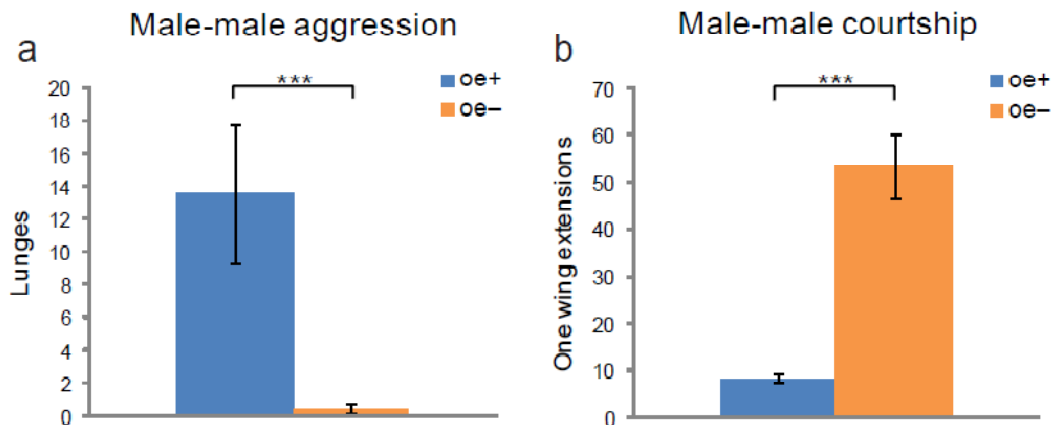 a
Male-male aggression
oe+
oe–
***
20
18
16
14
12
10
8
6
4
2
0
Lunges
b
Male-male courtship
oe+
oe–
***
70
60
50
40
30
20
10
0
One wing extensions